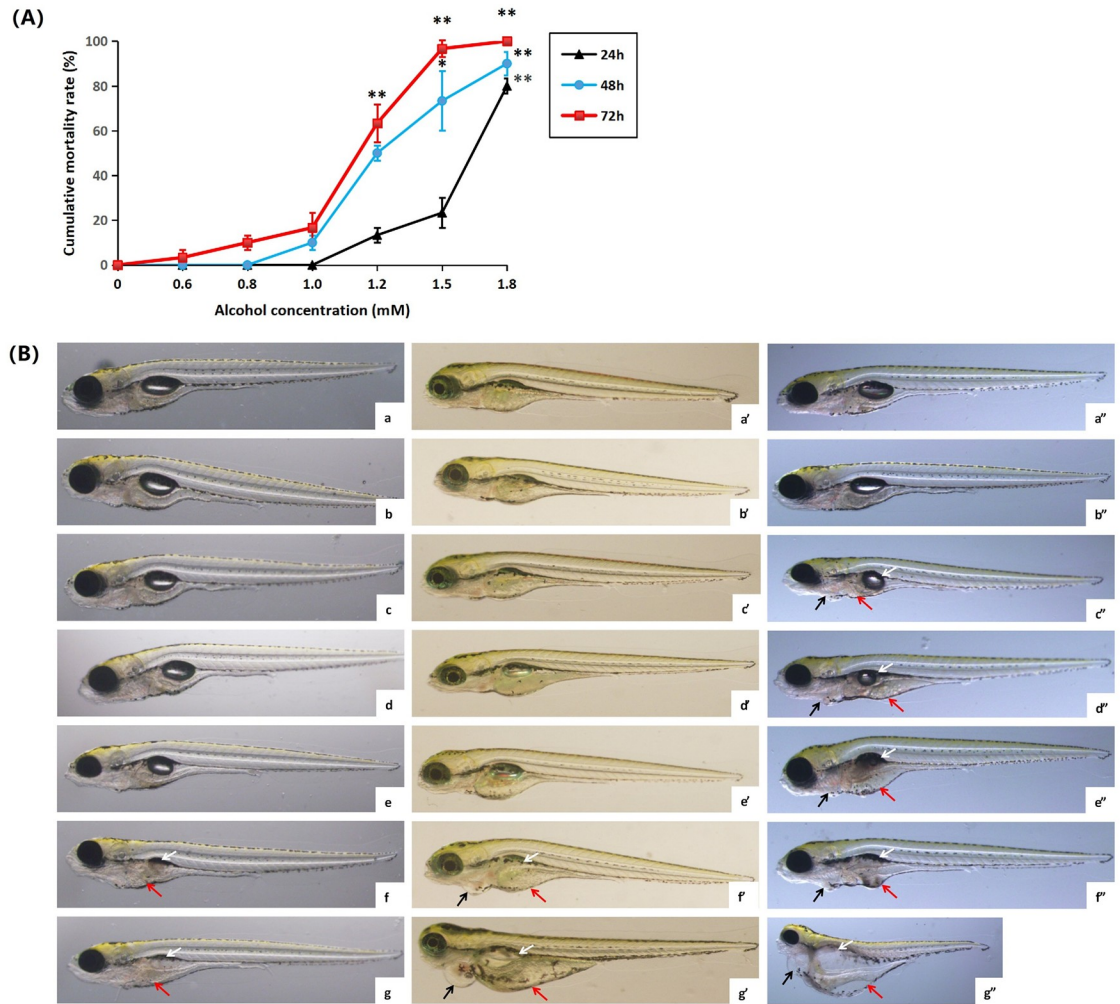 (A)
** **
100
**
*
**
80
**
60
40
20
0
Cumulative mortality rate (%)
0 0.6 0.8 1.0 1.2 1.5 1.8
Alcohol concentration (mM)
24h
48h
72h
(B)
a a′ a″
b b′ b″
c c′ c″
d d′ d″
e e′ e″
f f′ f″
g g′ g″